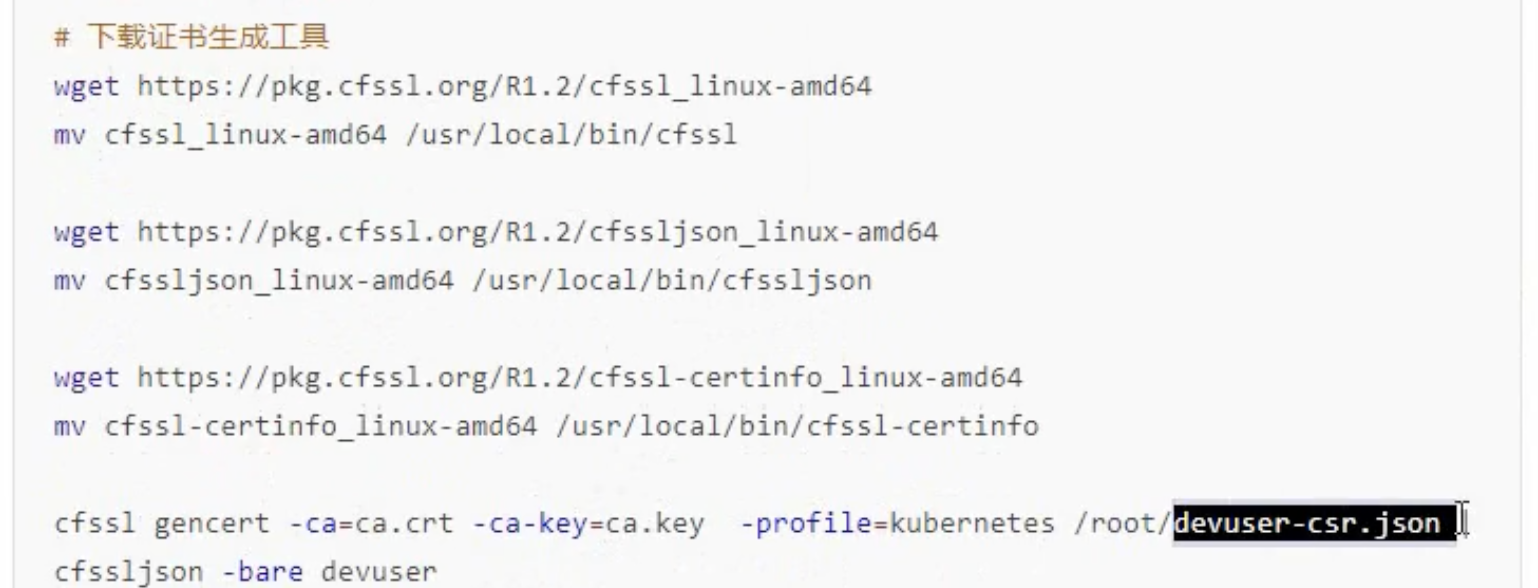 # 下载证书生成工具
wget https://pkg.cfssl.org/R1.2/cfssl_linux-amd64
mv cfssl_linux-amd64 /usr/local/bin/cfssl
wget https://pkg.cfssl.org/R1.2/cfssljson_linux-amd64
mv cfssljson_linux-amd64 /usr/local/bin/cfssljson
wget https://pkg.cfssl.org/R1.2/cfssl-certinfo_linux-amd64
mv cfssl-certinfo_linux-amd64 /usr/local/bin/cfssl-certinfo
cfssl gencert -ca=ca.crt -ca-key=ca.key  -profile=kubernetes /root/devuser-csr.json
cfssljson -bare devuser